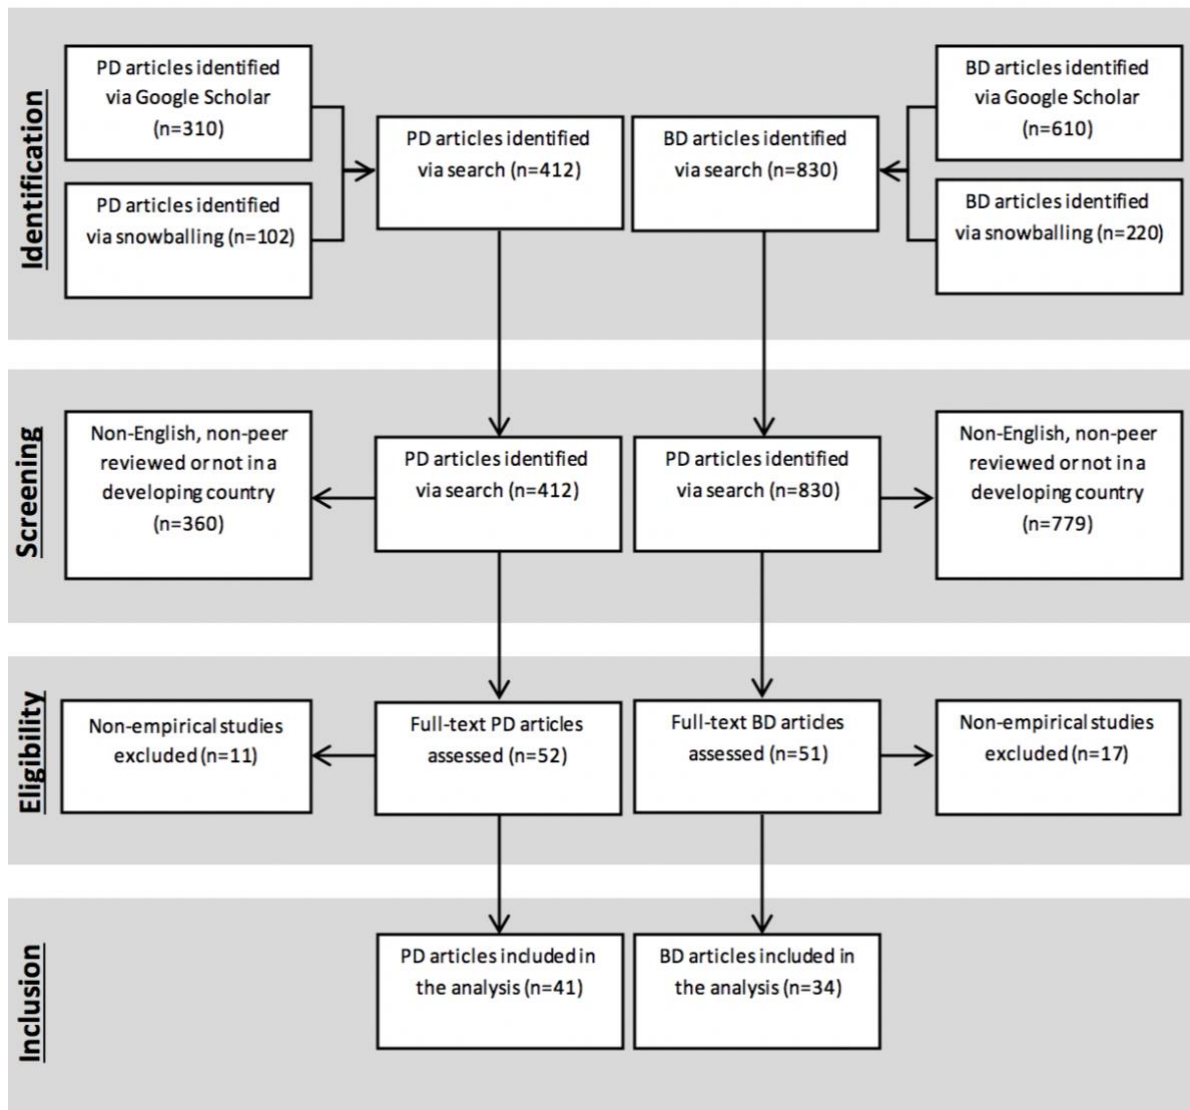 Identification
PD articles identified
via Google Scholar
(n=310)
PD articles identified
via snowballing (n=102)
PD articles identified
via search (n=412)
BD articles identified
via search (n=830)
BD articles identified
via Google Scholar
(n=610)
BD articles identified
via snowballing (n=220)
Screening
Non-English, non-peer
reviewed or not in a
developing country
(n=360)
PD articles identified
via search (n=412)
PD articles identified
via search (n=830)
Non-English, non-peer
reviewed or not in a
developing country
(n=779)
Eligibility
Non-empirical studies
excluded (n=11)
Full-text PD articles
assessed (n=52)
Full-text BD articles
assessed (n=51)
Non-empirical studies
excluded (n=17)
Inclusion
PD articles included in
the analysis (n=41)
BD articles included in
the analysis (n=34)